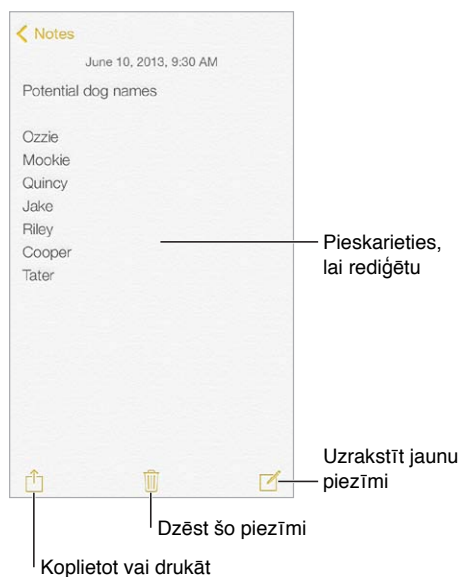 Notes
June 10, 2013, 9:30 AM
Potential dog names
Ozzie
Mookie
Quincy
Jake
Riley
Cooper
Tater
Pieskarieties,
lai rediģētu
Uzrakstīt jaunu
piezīmi
Dzēst šo piezīmi
Koplietot vai drukāt